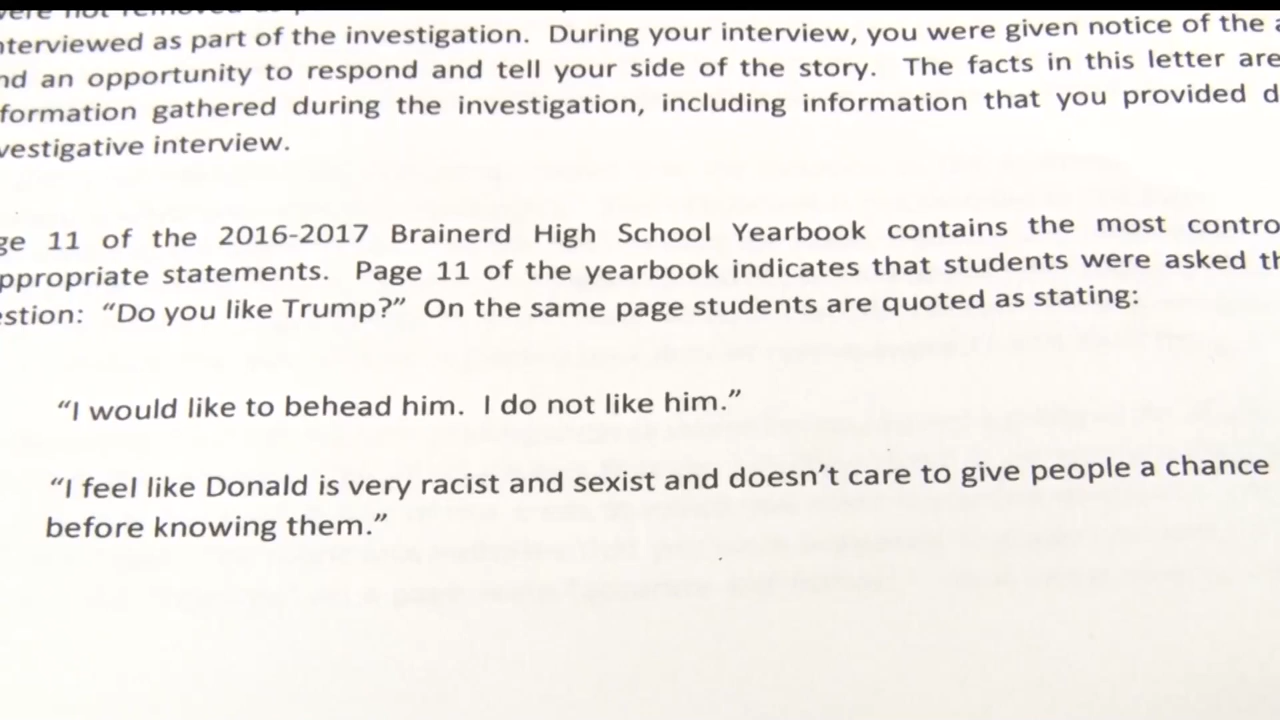 were not removed as
nterviewed as part of the investigation. During your interview, you were given notice of the a
nd an opportunity to respond and tell your side of the story. The facts in this letter are
formation gathered during the investigation, including information that you provided d
vestigative interview.
ge 11 of the 2016-2017 Brainerd High School Yearbook contains the most contro
ppropriate statements. Page 11 of the yearbook indicates that students were asked th
estion: “Do you like Trump?” On the same page students are quoted as stating:
“I would like to behead him. I do not like him.”
“I feel like Donald is very racist and sexist and doesn’t care to give people a chance
before knowing them.”